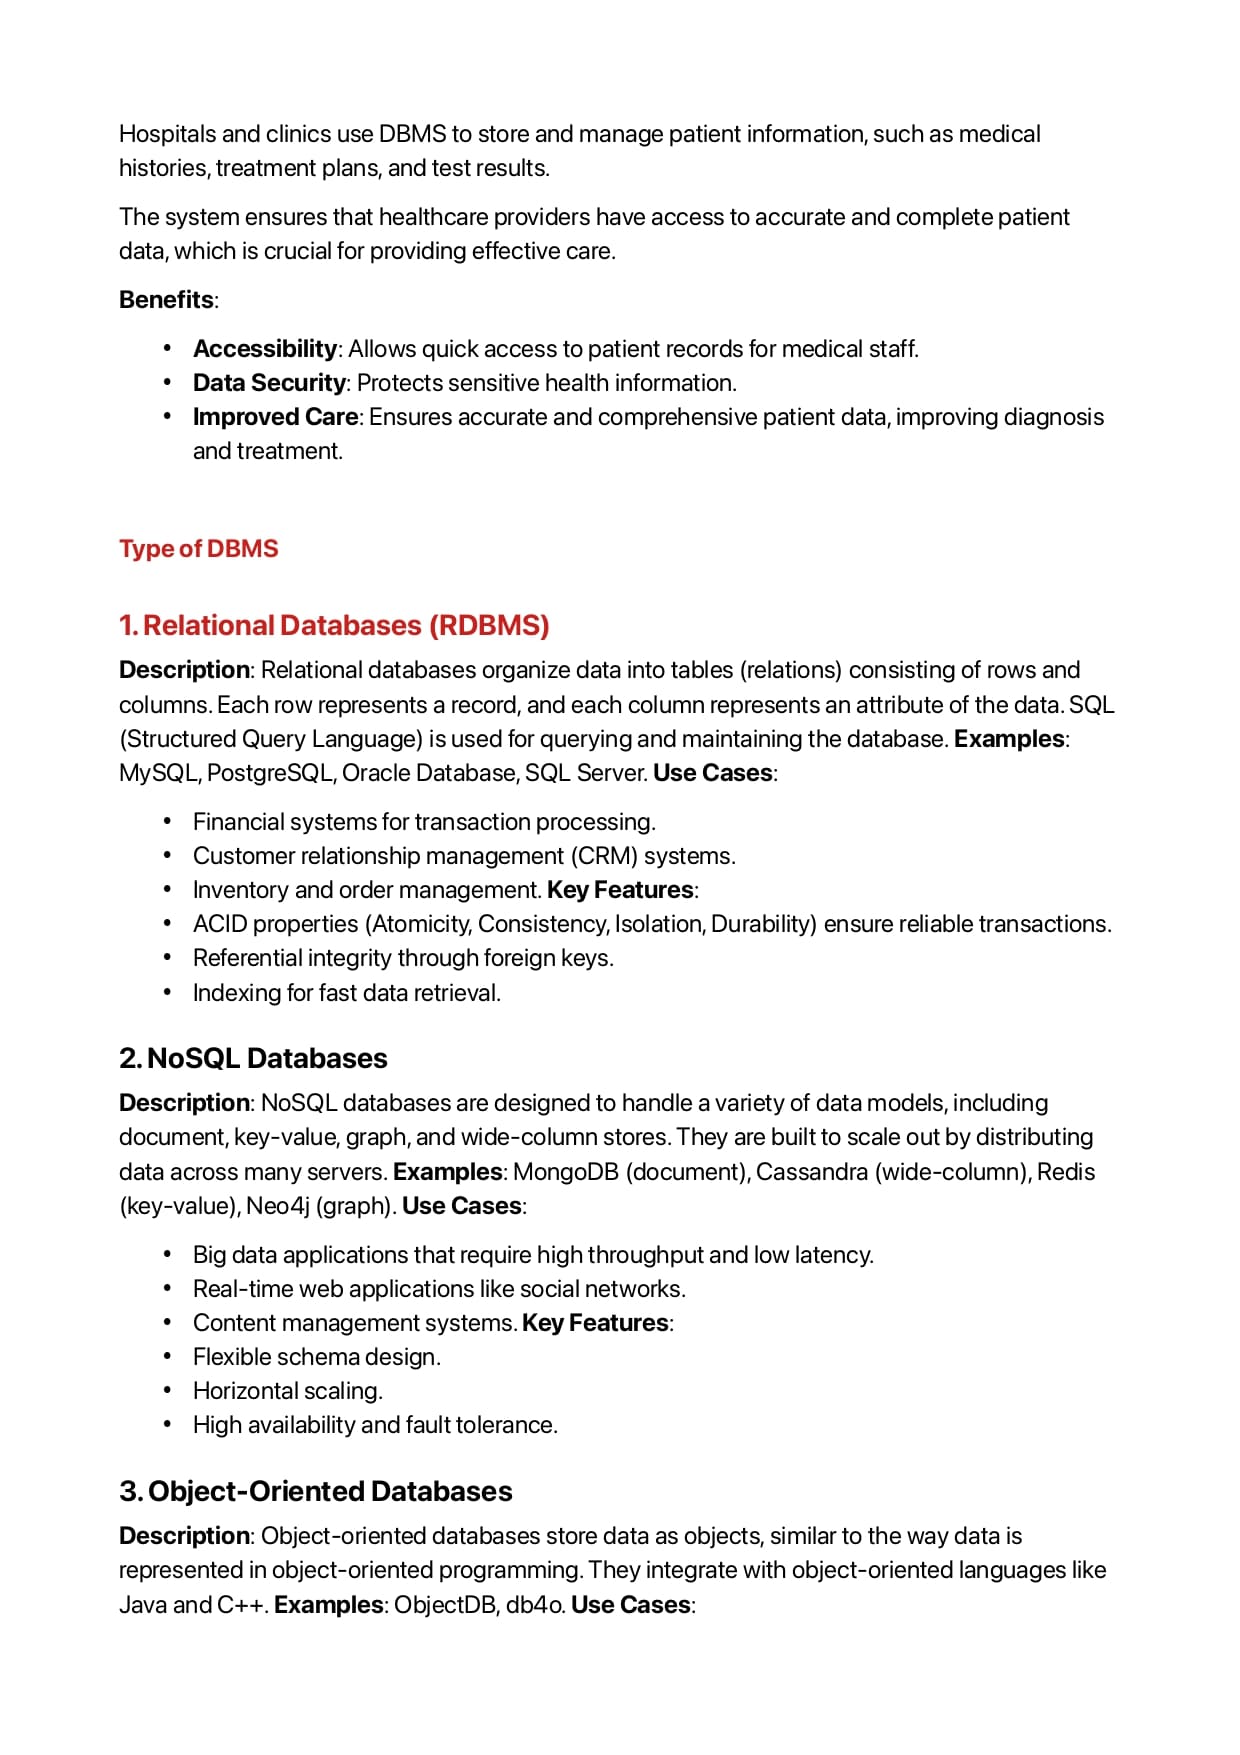 Hospitals and clinics use DBMS to store and manage patient information, such as medical
histories, treatment plans, and test results.
The system ensures that healthcare providers have access to accurate and complete patient
data, which is crucial for providing effective care.
Benefits:
• Accessibility: Allows quick access to patient records for medical staff.
• Data Security: Protects sensitive health information.
• Improved Care: Ensures accurate and comprehensive patient data, improving diagnosis
and treatment.
Type of DBMS
1. Relational Databases (RDBMS)
Description: Relational databases organize data into tables (relations) consisting of rows and
columns. Each row represents a record, and each column represents an attribute of the data. SQL
(Structured Query Language) is used for querying and maintaining the database. Examples:
MySQL, PostgreSQL, Oracle Database, SQL Server. Use Cases:
• Financial systems for transaction processing.
• Customer relationship management (CRM) systems.
• Inventory and order management. Key Features:
• ACID properties (Atomicity, Consistency, Isolation, Durability) ensure reliable transactions.
• Referential integrity through foreign keys.
• Indexing for fast data retrieval.
2. NoSQL Databases
Description: NoSQL databases are designed to handle a variety of data models, including
document, key-value, graph, and wide-column stores. They are built to scale out by distributing
data across many servers. Examples: MongoDB (document), Cassandra (wide-column), Redis
(key-value), Neo4j (graph). Use Cases:
• Big data applications that require high throughput and low latency.
• Real-time web applications like social networks.
• Content management systems. Key Features:
• Flexible schema design.
• Horizontal scaling.
• High availability and fault tolerance.
3. Object-Oriented Databases
Description: Object-oriented databases store data as objects, similar to the way data is
represented in object-oriented programming. They integrate with object-oriented languages like
Java and C++. Examples: ObjectDB, db4o. Use Cases: